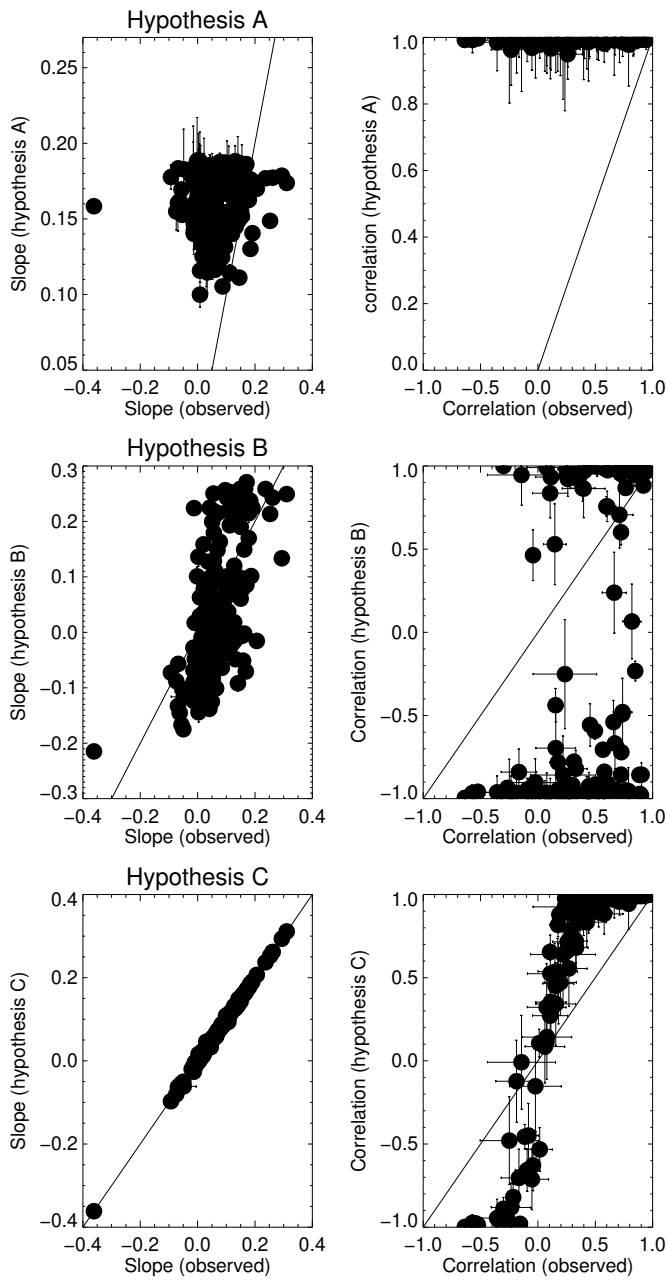 Hypothesis A
Slope (hypothesis A)
0.25
0.20
0.15
0.10
0.05
−0.4 −0.2 0.0 0.2 0.4
Slope (observed)
correlation (hypothesis A)
1.0
0.8
0.6
0.4
0.2
0.0
−1.0 −0.5 0.0 0.5 1.0
Correlation (observed)
Hypothesis B
Slope (hypothesis B)
0.3
0.2
0.1
0.0
−0.1
−0.2
−0.3
−0.4 −0.2 0.0 0.2 0.4
Slope (observed)
Correlation (hypothesis B)
1.0
0.5
0.0
−0.5
−1.0
−1.0 −0.5 0.0 0.5 1.0
Correlation (observed)
Hypothesis C
Slope (hypothesis C)
0.4
0.2
0.0
−0.2
−0.4
−0.4 −0.2 0.0 0.2 0.4
Slope (observed)
Correlation (hypothesis C)
1.0
0.5
0.0
−0.5
−1.0
−1.0 −0.5 0.0 0.5 1.0
Correlation (observed)